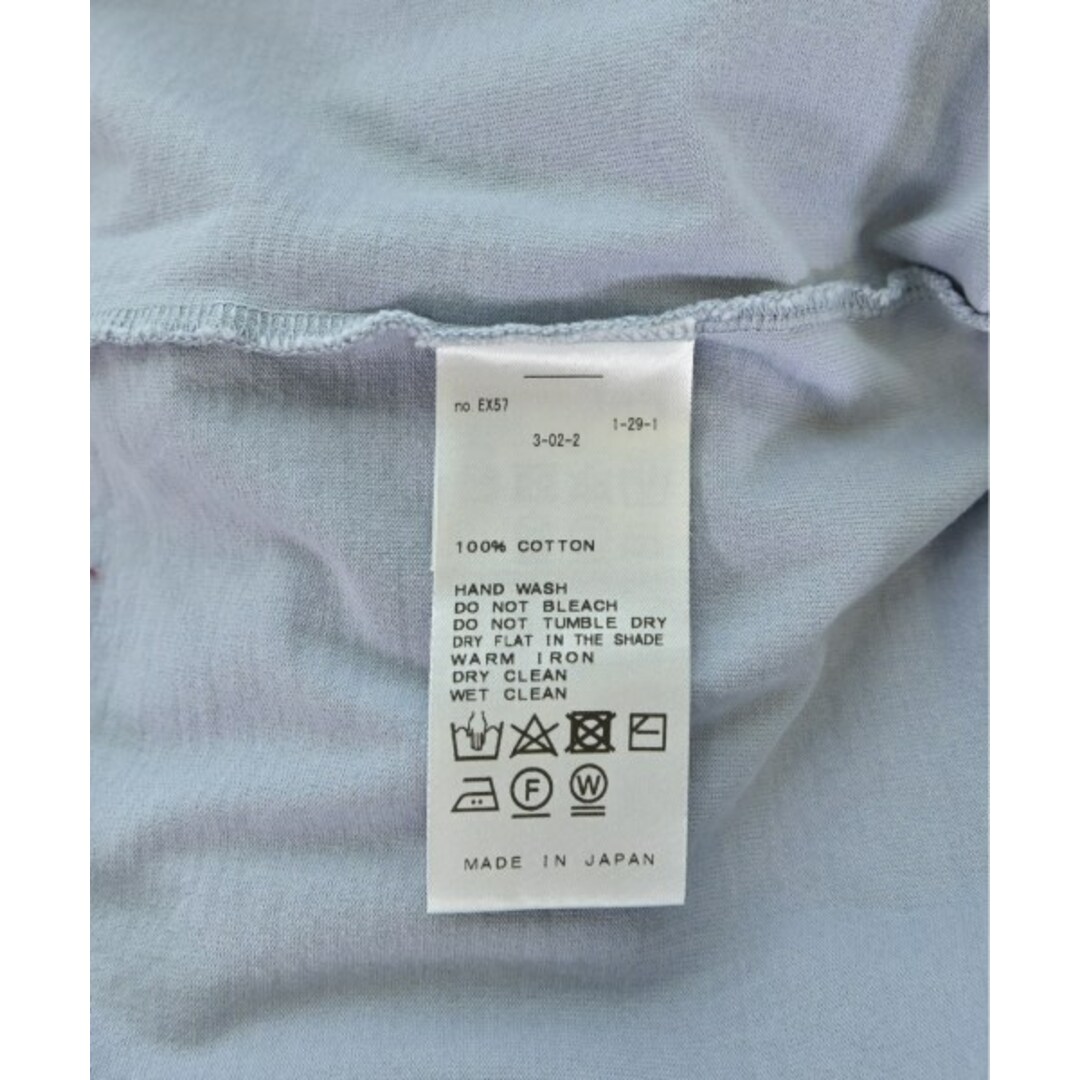 no. EX57
1-29-1
3-02-2
100% COTTON
HAND WASH
DO NOT BLEACH
DO NOT TUMBLE DRY
DRY FLAT IN THE SHADE
WARM IRON
DRY CLEAN
WET CLEAN
F W
MADE IN JAPAN